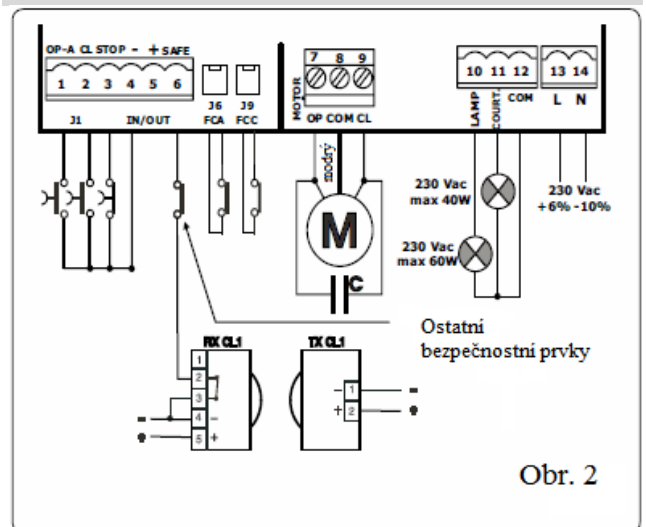 OP-A CL STOP - + SAFE
1 2 3 4 5 6
J1 IN/OUT
J6 J9
FCA FCC
MOTOR
7 8 9
OP COM CL
modrý
M
C
10 11 12
LAMP
COURT.
COM
13 14
L N
230 Vac
max 40W
230 Vac
max 60W
230 Vac
+6% -10%
Ostatní
bezpečnostní prvky
RX CL1
1
2
3
4 -
5 +
-
TX CL1
- 1 -
+ 2
Obr. 2